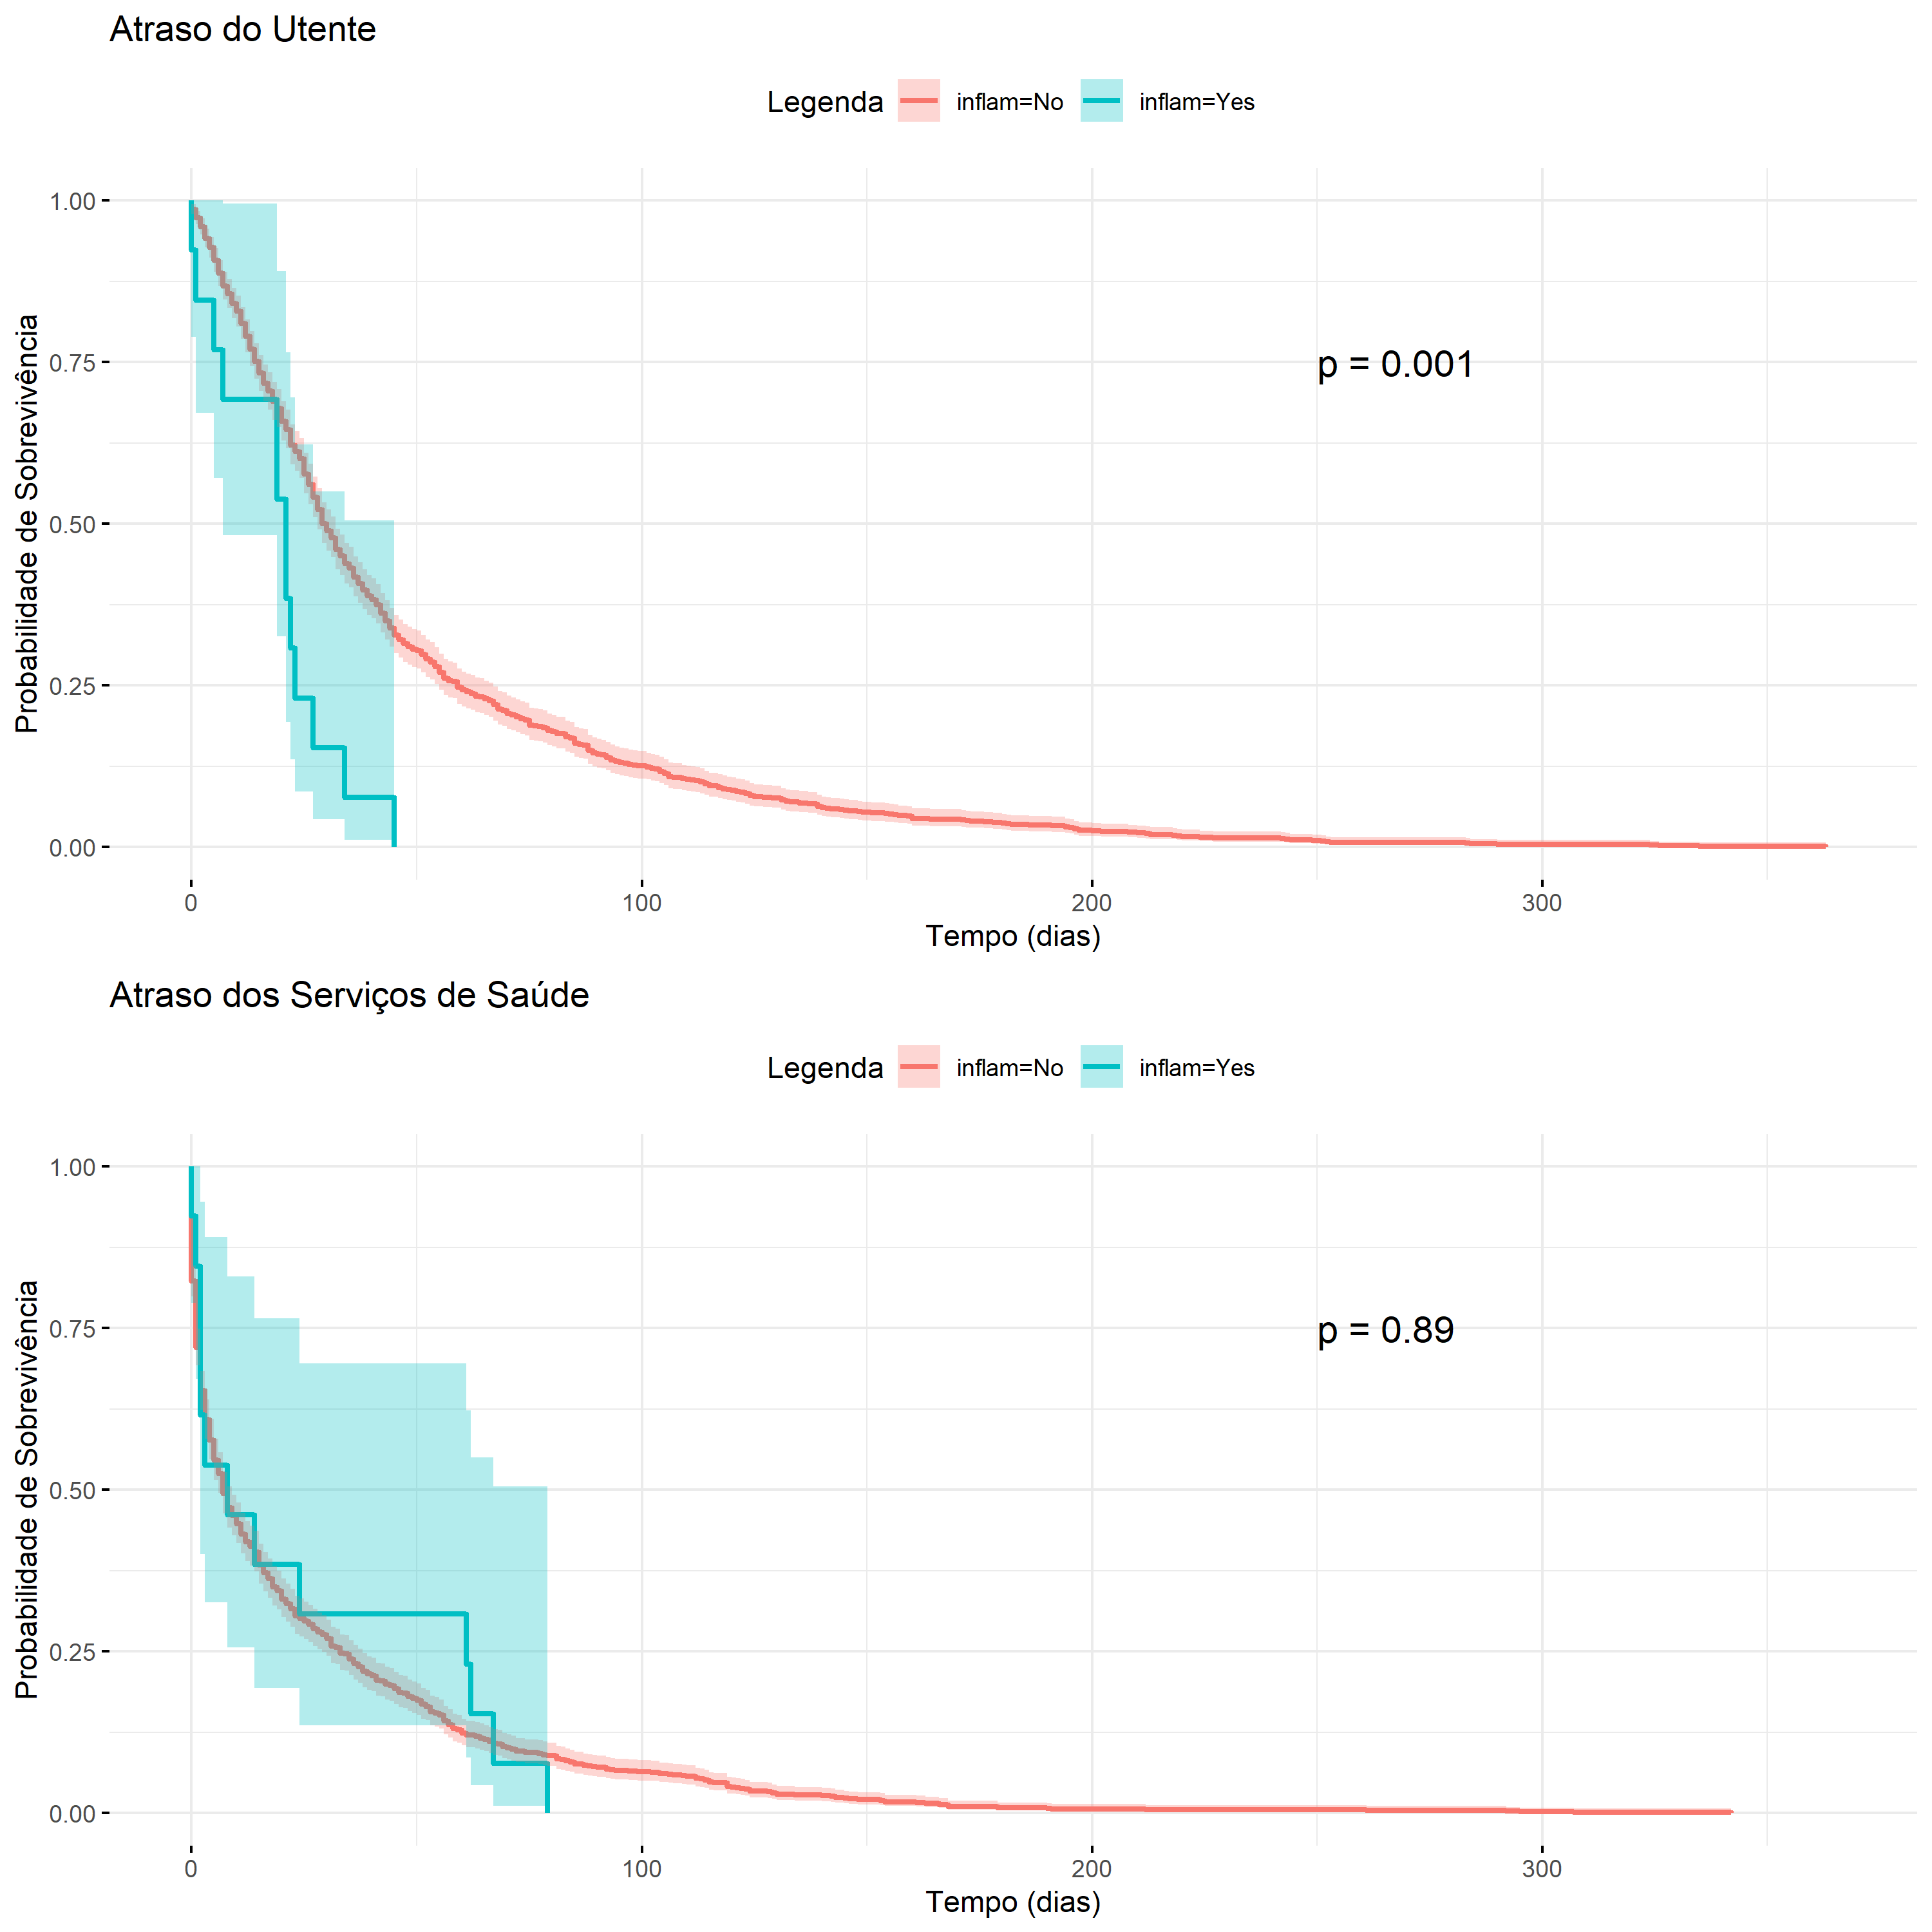 Atraso do Utente
Legenda inflam=No inflam=Yes
Probabilidade de Sobrevivência
1.00
0.75
0.50
0.25
0.00
p = 0.001
0 100 200 300
Tempo (dias)
Atraso dos Serviços de Saúde
Legenda inflam=No inflam=Yes
Probabilidade de Sobrevivência
1.00
0.75
0.50
0.25
0.00
p = 0.89
0 100 200 300
Tempo (dias)